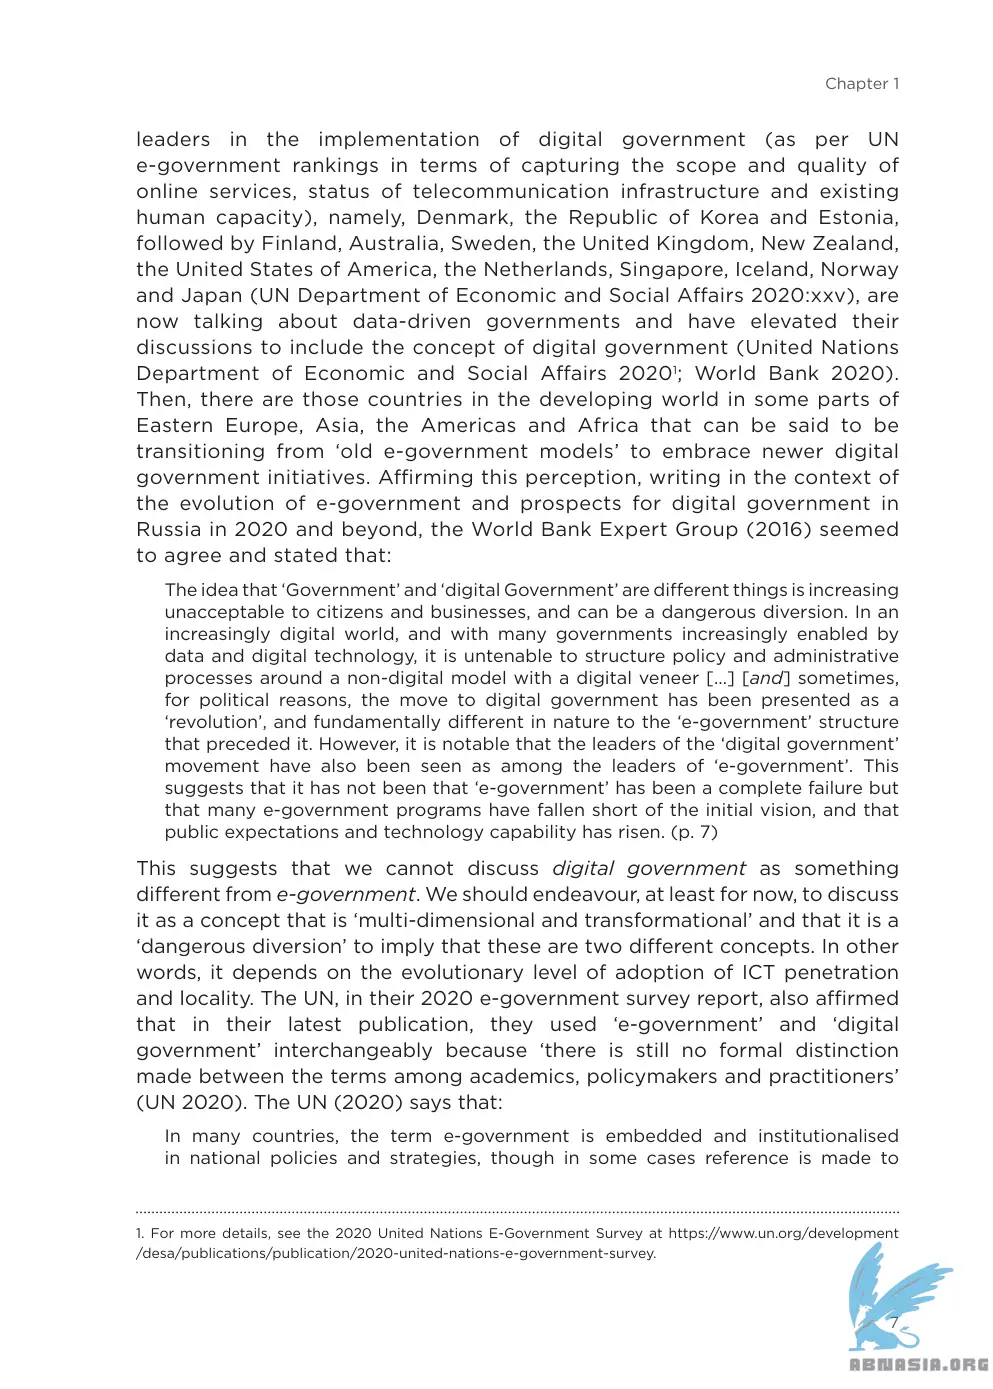 Chapter 1
leaders in the implementation of digital government (as per UN
e-government rankings in terms of capturing the scope and quality of
online services, status of telecommunication infrastructure and existing
human capacity), namely, Denmark, the Republic of Korea and Estonia,
followed by Finland, Australia, Sweden, the United Kingdom, New Zealand,
the United States of America, the Netherlands, Singapore, Iceland, Norway
and Japan (UN Department of Economic and Social Affairs 2020:xxv), are
now talking about data-driven governments and have elevated their
discussions to include the concept of digital government (United Nations
Department of Economic and Social Affairs 2020¹; World Bank 2020).
Then, there are those countries in the developing world in some parts of
Eastern Europe, Asia, the Americas and Africa that can be said to be
transitioning from ‘old e-government models’ to embrace newer digital
government initiatives. Affirming this perception, writing in the context of
the evolution of e-government and prospects for digital government in
Russia in 2020 and beyond, the World Bank Expert Group (2016) seemed
to agree and stated that:
The idea that ‘Government’ and ‘digital Government’ are different things is increasing
unacceptable to citizens and businesses, and can be a dangerous diversion. In an
increasingly digital world, and with many governments increasingly enabled by
data and digital technology, it is untenable to structure policy and administrative
processes around a non-digital model with a digital veneer [...] [and] sometimes,
for political reasons, the move to digital government has been presented as a
‘revolution’, and fundamentally different in nature to the ‘e-government’ structure
that preceded it. However, it is notable that the leaders of the ‘digital government’
movement have also been seen as among the leaders of ‘e-government’. This
suggests that it has not been that ‘e-government’ has been a complete failure but
that many e-government programs have fallen short of the initial vision, and that
public expectations and technology capability has risen. (p. 7)
This suggests that we cannot discuss digital government as something
different from e-government. We should endeavour, at least for now, to discuss
it as a concept that is ‘multi-dimensional and transformational’ and that it is a
‘dangerous diversion’ to imply that these are two different concepts. In other
words, it depends on the evolutionary level of adoption of ICT penetration
and locality. The UN, in their 2020 e-government survey report, also affirmed
that in their latest publication, they used ‘e-government’ and ‘digital
government’ interchangeably because ‘there is still no formal distinction
made between the terms among academics, policymakers and practitioners’
(UN 2020). The UN (2020) says that:
In many countries, the term e-government is embedded and institutionalised
in national policies and strategies, though in some cases reference is made to
1. For more details, see the 2020 United Nations E-Government Survey at https://www.un.org/development
/desa/publications/publication/2020-united-nations-e-government-survey.
7
ABNASIA.ORG